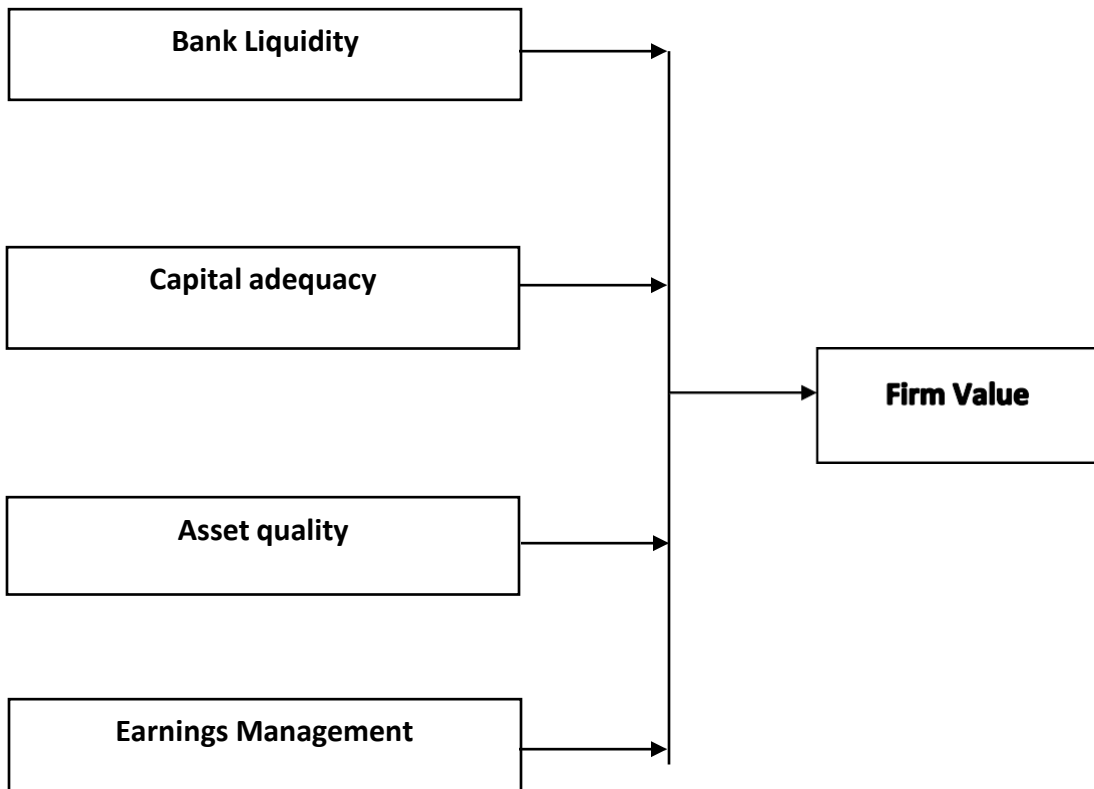 Bank Liquidity
Capital adequacy
Firm Value
Asset quality
Earnings Management